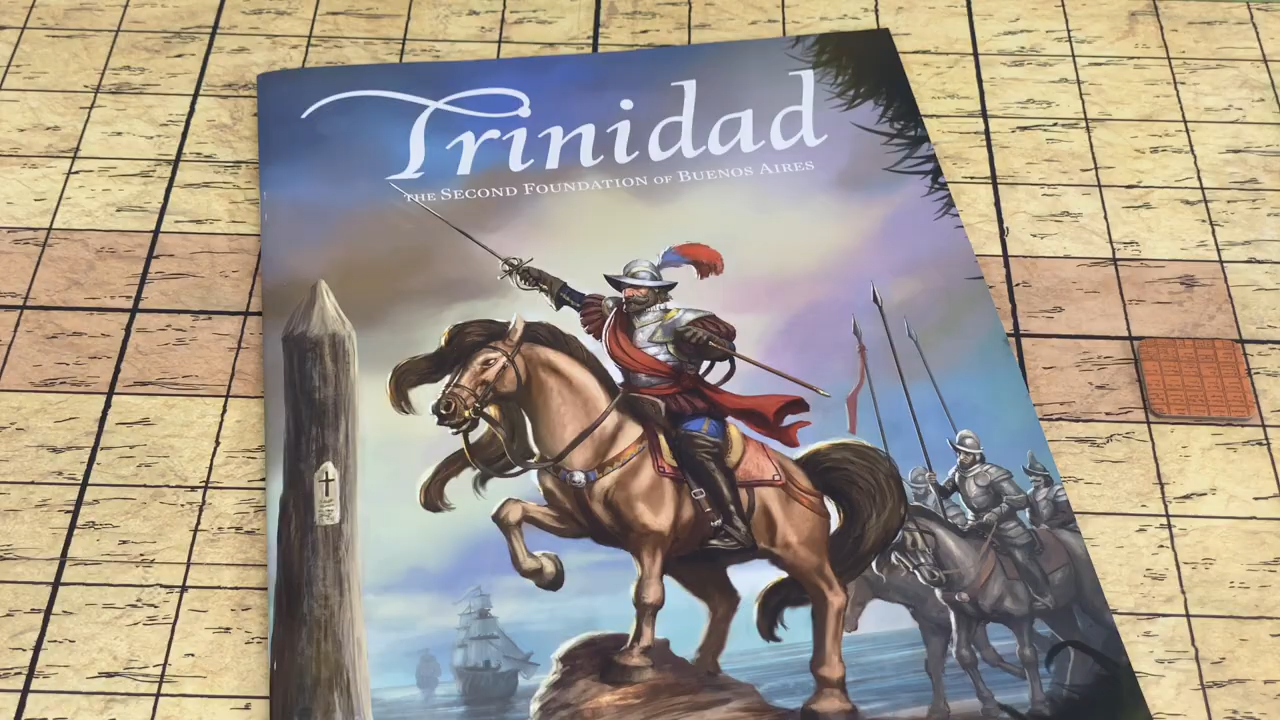 Trinidad
THE SECOND FOUNDATION OF BUENOS AIRES